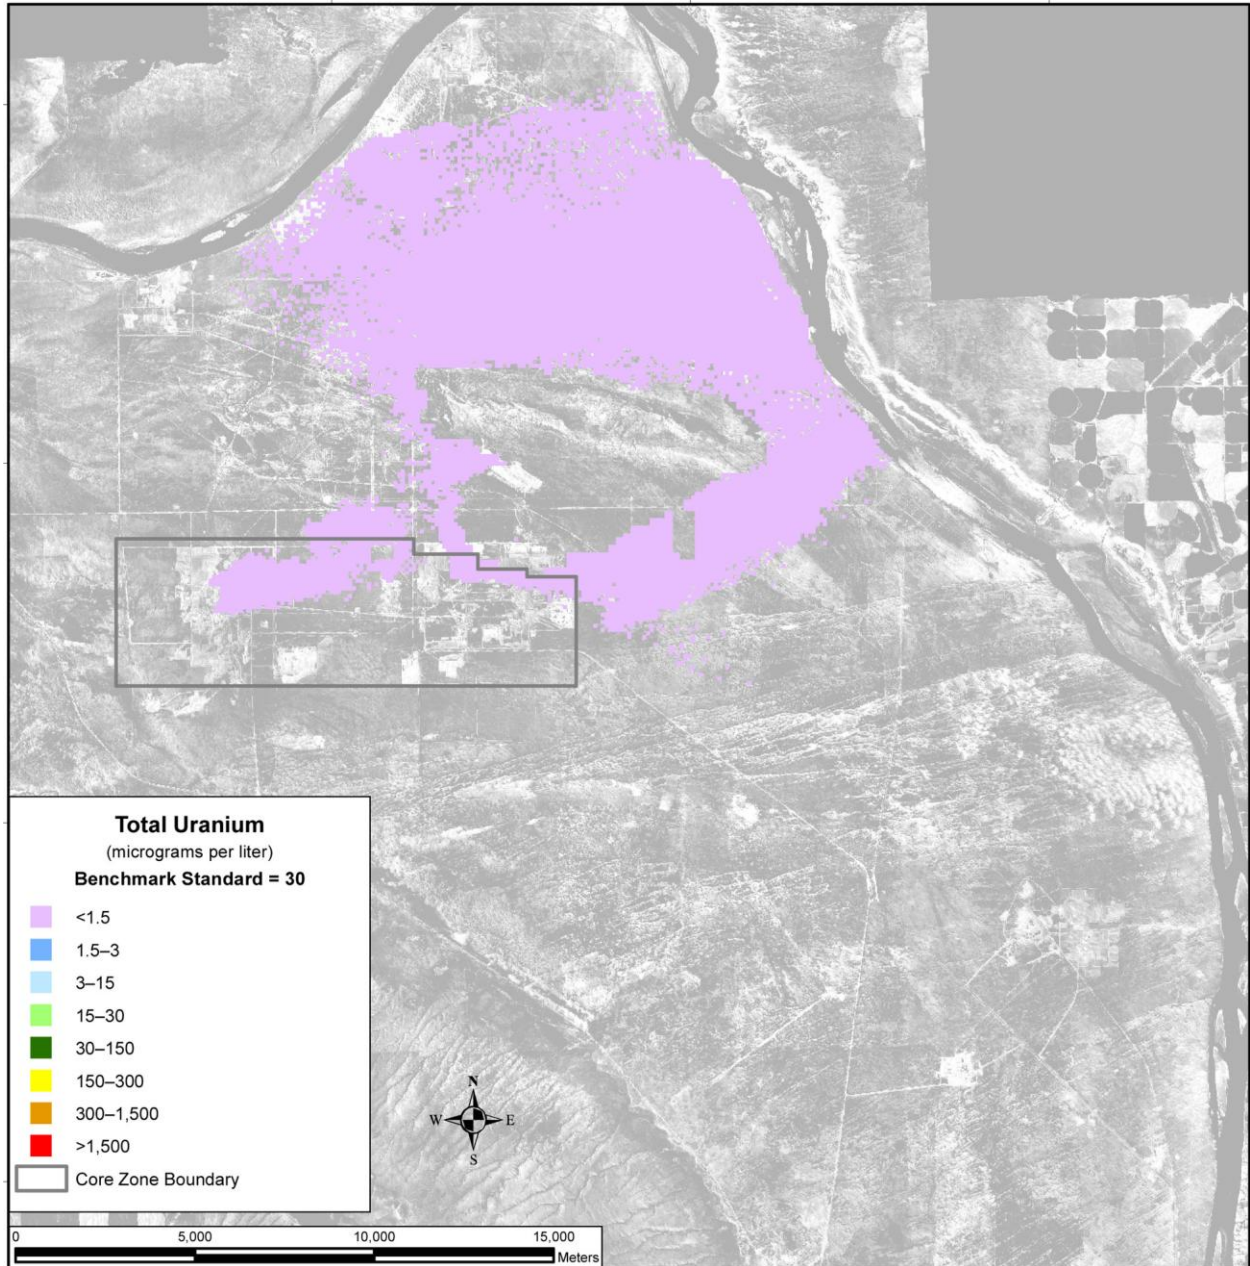 Total Uranium
(micrograms per liter)
Benchmark Standard = 30
<1.5
1.5–3
3–15
15–30
30–150
150–300
300–1,500
>1,500
Core Zone Boundary
N
W E
S
0 5,000 10,000 15,000
Meters